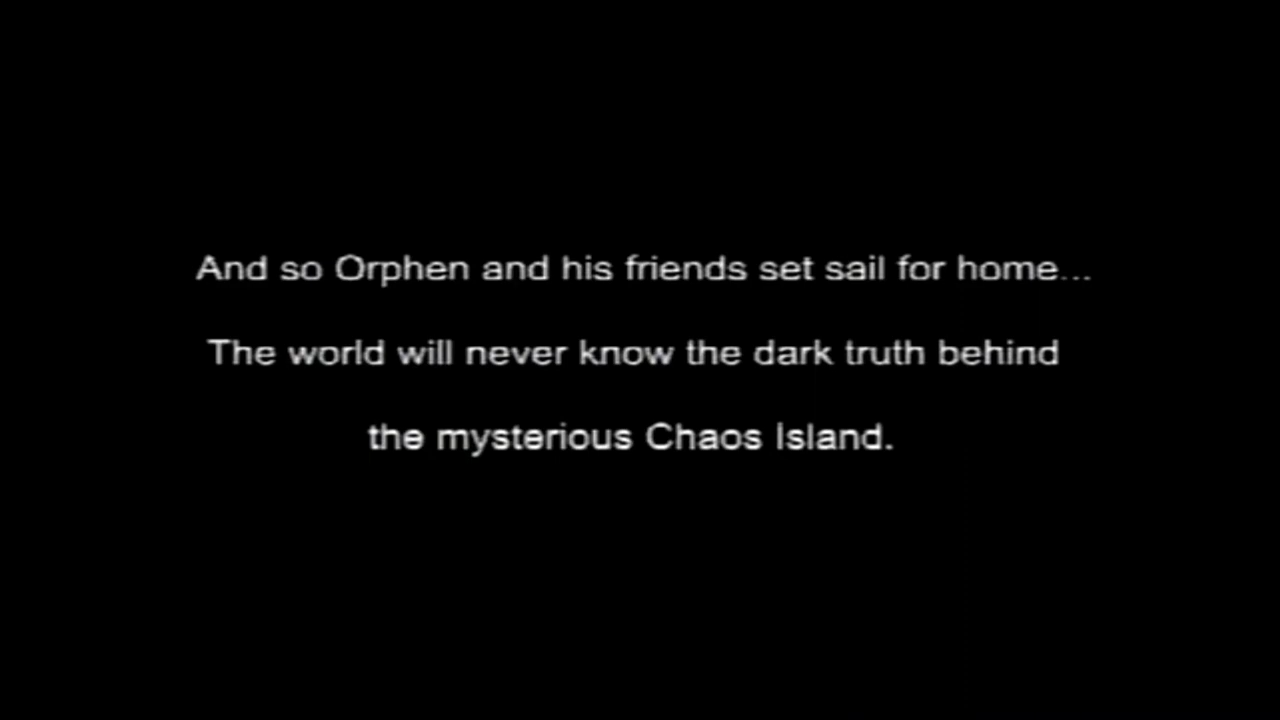 And so Orphen and his friends set sail for home...
The world will never know the dark truth behind
the mysterious Chaos Island.